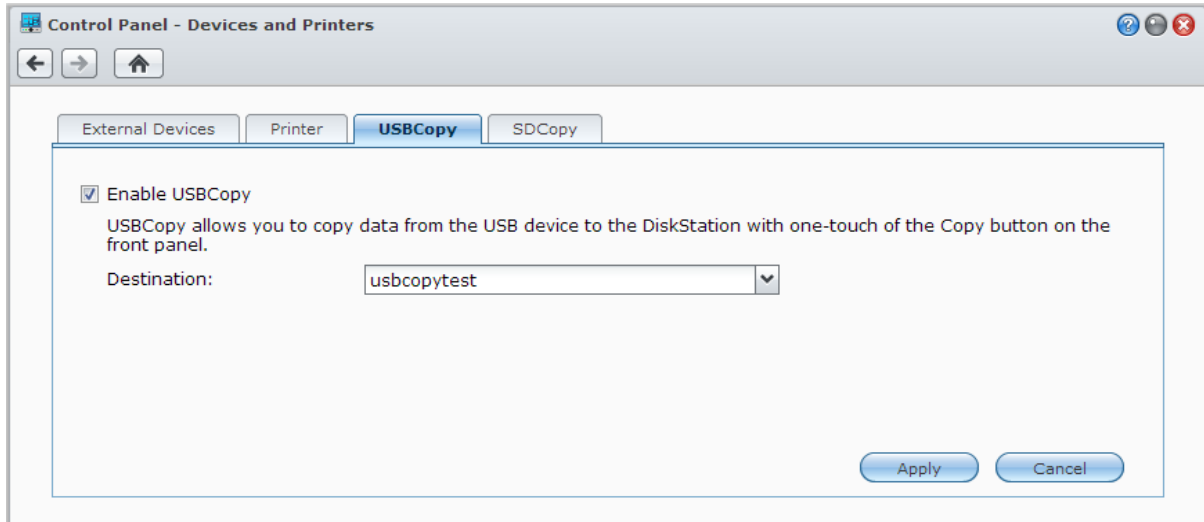 Control Panel - Devices and Printers
External Devices
Printer
USBCopy
SDCopy
Enable USBCopy
USBCopy allows you to copy data from the USB device to the DiskStation with one-touch of the Copy button on the
front panel.
Destination:
usbcopytest
Apply
Cancel